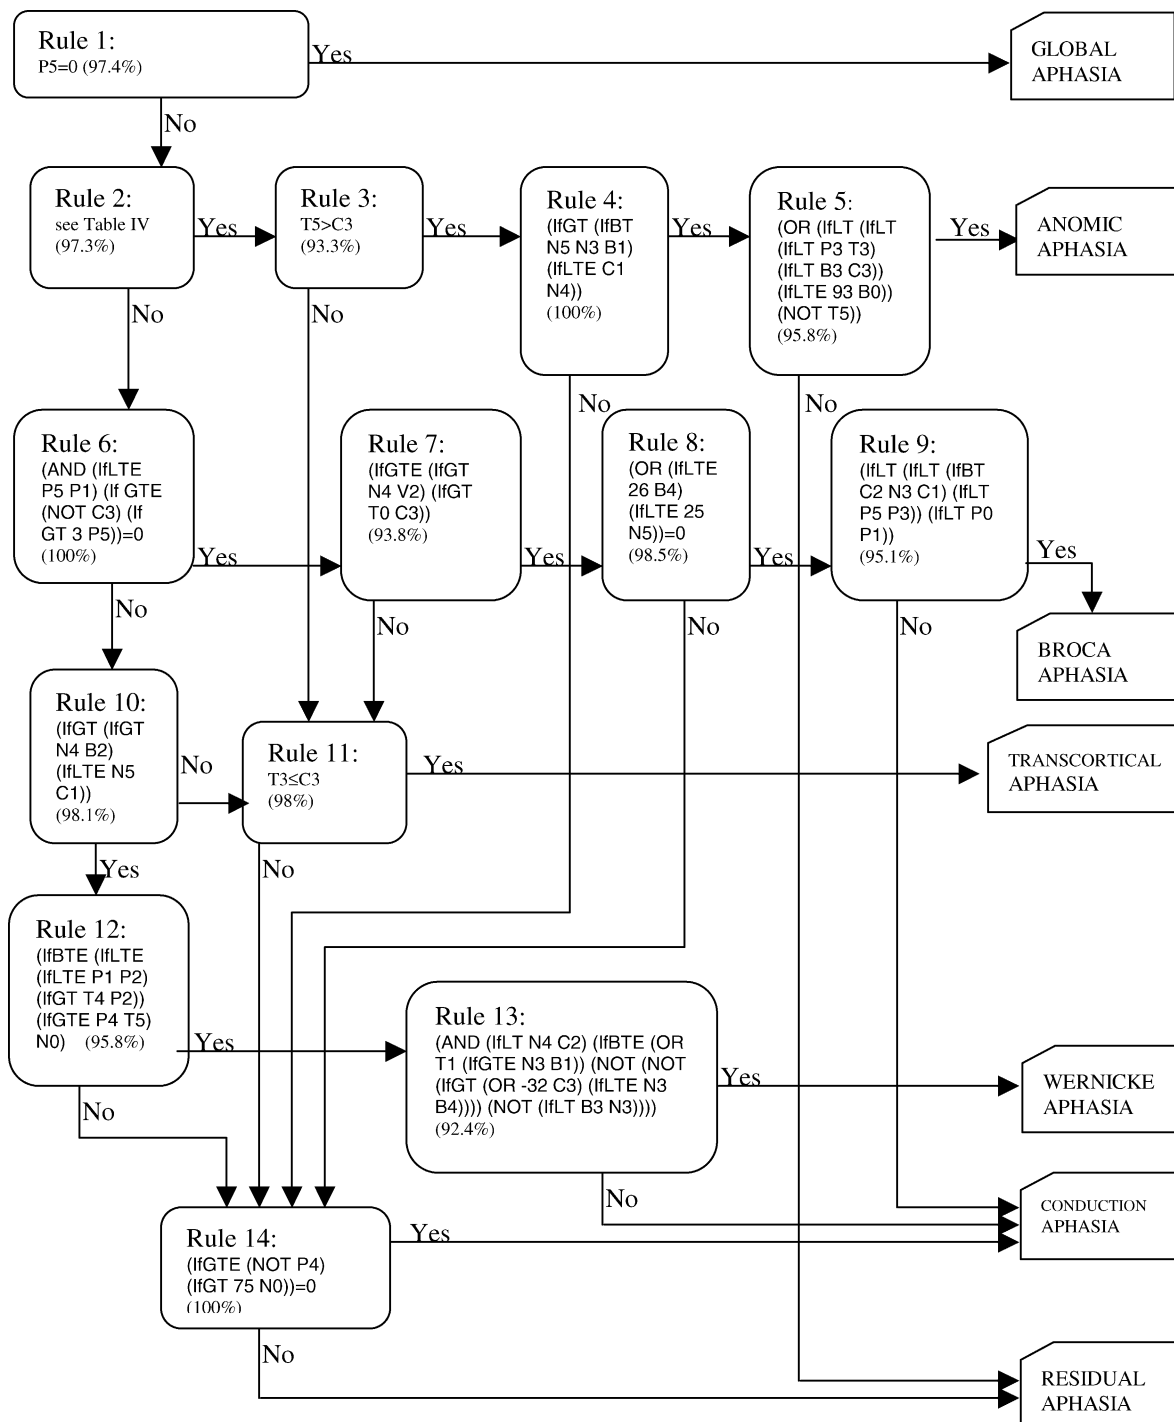 Rule 1:
P5=0 (97.4%)
Yes
GLOBAL
APHASIA
No
Rule 2:
see Table IV
(97.3%)
Yes
Rule 3:
T5>C3
(93.3%)
Yes
Rule 4:
(IfGT (IfBT
N5 N3 B1)
(IfLTE C1
N4))
(100%)
Yes
Rule 5:
(OR (IfLT (IfLT
(IfLT P3 T3)
(IfLT B3 C3))
(IfLTE 93 B0))
(NOT T5))
(95.8%)
Yes
ANOMIC
APHASIA
No
No
No
No
Rule 6:
(AND (IfLTE
P5 P1) (If GTE
(NOT C3) (If
GT 3 P5))=0
(100%)
Yes
Rule 7:
(IfGTE (IfGT
N4 V2) (IfGT
T0 C3))
(93.8%)
Yes
Rule 8:
(OR (IfLTE
26 B4)
(IfLTE 25
N5))=0
(98.5%)
Yes
Rule 9:
(IfLT (IfLT (IfBT
C2 N3 C1) (IfLT
P5 P3)) (IfLT P0
P1))
(95.1%)
Yes
BROCA
APHASIA
No
No
No
No
Rule 10:
(IfGT (IfGT
N4 B2)
(IfLTE N5
C1))
(98.1%)
No
Rule 11:
T3≤C3
(98%)
Yes
TRANSCORTICAL
APHASIA
Yes
No
Rule 12:
(IfBTE (IfLTE
(IfLTE P1 P2)
(IfGT T4 P2))
(IfGTE P4 T5)
N0) (95.8%)
Yes
Rule 13:
(AND (IfLT N4 C2) (IfBTE (OR
T1 (IfGTE N3 B1)) (NOT (NOT
(IfGT (OR -32 C3) (IfLTE N3
B4)))) (NOT (IfLT B3 N3))))
(92.4%)
Yes
WERNICKE
APHASIA
No
No
Rule 14:
(IfGTE (NOT P4)
(IfGT 75 N0))=0
(100%)
Yes
CONDUCTION
APHASIA
No
RESIDUAL
APHASIA